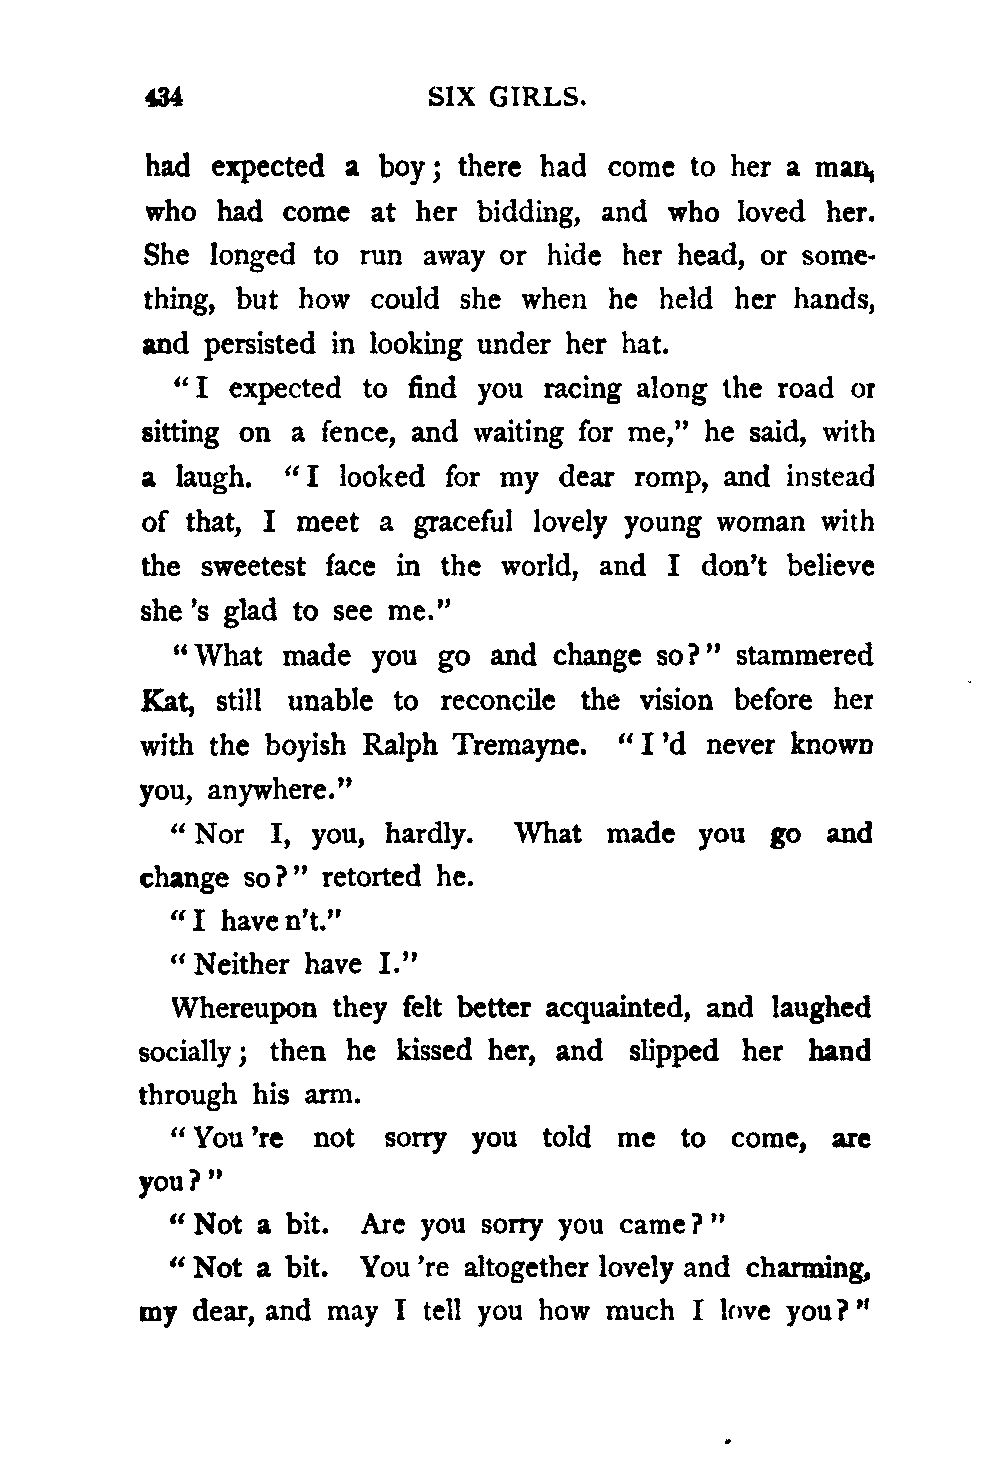 434 SIX GIRLS.
had expected a boy; there had come to her a man,
who had come at her bidding, and who loved her.
She longed to run away or hide her head, or some-
thing, but how could she when he held her hands,
and persisted in looking under her hat.
“I expected to find you racing along the road or
sitting on a fence, and waiting for me,” he said, with
a laugh. “I looked for my dear romp, and instead
of that, I meet a graceful lovely young woman with
the sweetest face in the world, and I don't believe
she 's glad to see me.”
“What made you go and change so?” stammered
Kat, still unable to reconcile the vision before her
with the boyish Ralph Tremayne. “I 'd never known
you, anywhere.”
“Nor I, you, hardly. What made you go and
change so?” retorted he.
“I have n't.”
“Neither have I.”
Whereupon they felt better acquainted, and laughed
socially; then he kissed her, and slipped her hand
through his arm.
“You 're not sorry you told me to come, are
you?”
“Not a bit. Are you sorry you came?”
“Not a bit. You 're altogether lovely and charming,
my dear, and may I tell you how much I love you?”